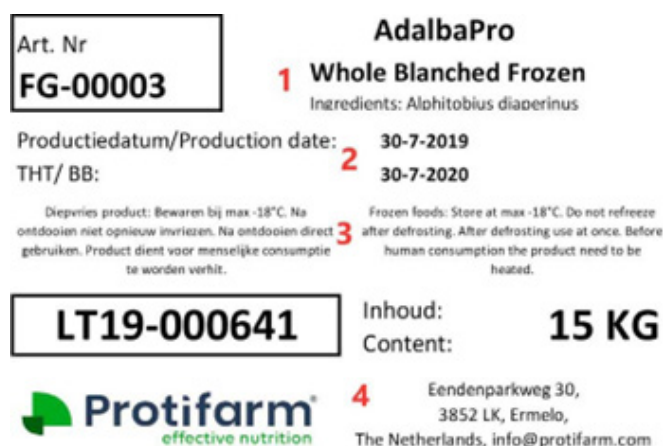 Art. Nr
FG-00003
AdalbaPro
1
Whole Blanched Frozen
Ingredients: Alphitobius diaperinus
Productiedatum/Production date:
2
30-7-2019
THT/ BB:
30-7-2020
Diepvries product: Bewaren bij max -18°C. Na
ontdooien niet opnieuw invriezen. Na ontdooien direct
gebruiken. Product dient voor menselijke consumptie
te worden verhit.
3
Frozen foods: Store at max -18°C. Do not refreeze
after defrosting. After defrosting use at once. Before
human consumption the product need to be
heated.
LT19-000641
Inhoud:
Content:
15 KG
Protifarm
effective nutrition
4
Eendenparkweg 30,
3852 LK, Ermelo,
The Netherlands, info@protifarm.com